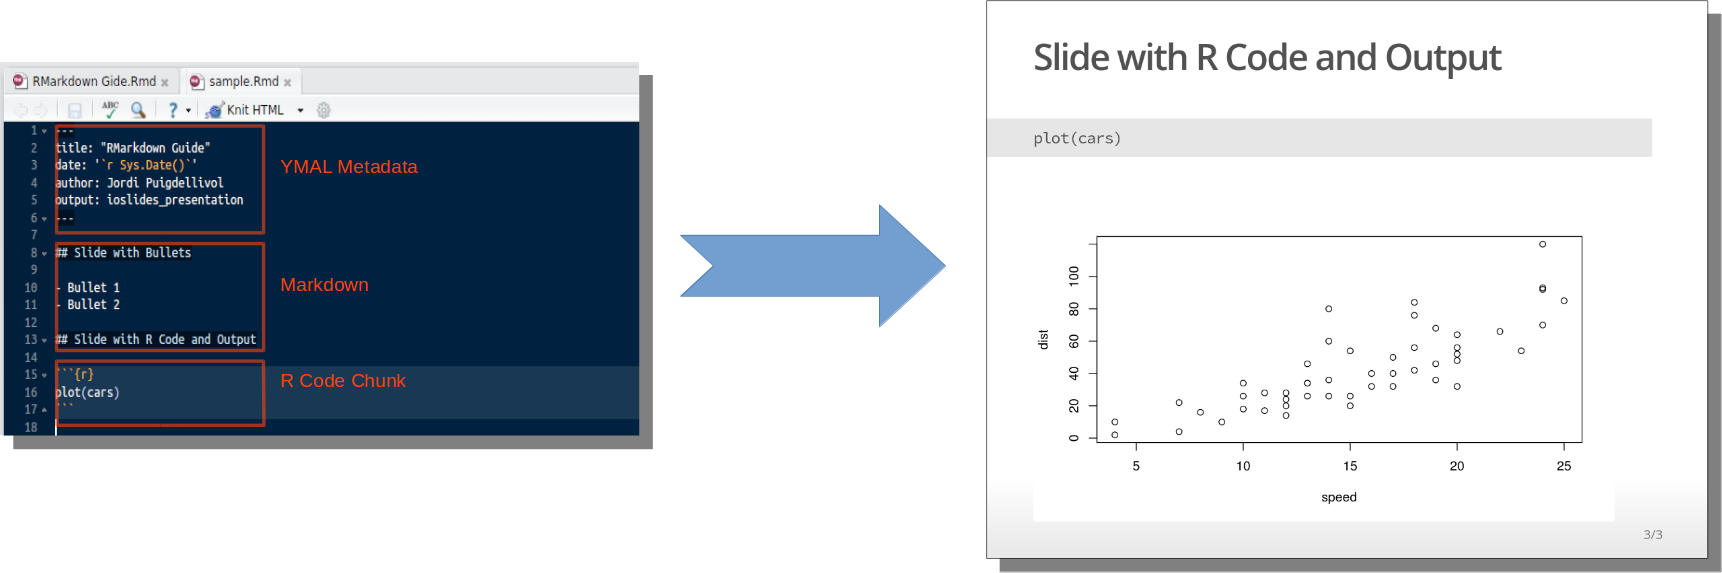 RMarkdown Gide.Rmd sample.Rmd
ABC ? Knit HTML
1 ---
2 title: "RMarkdown Guide"
3 date: '`r Sys.Date()`'
4 author: Jordi Puigdellivol
5 output: ioslides_presentation
6 ---
7
8 ## Slide with Bullets
9
10 - Bullet 1
11 - Bullet 2
12
13 ## Slide with R Code and Output
14
15 ```{r}
16 plot(cars)
17 ```
18
YMAL Metadata
Markdown
R Code Chunk
Slide with R Code and Output
plot(cars)
dist
100
80
60
40
20
0
5 10 15 20 25
speed
3/3